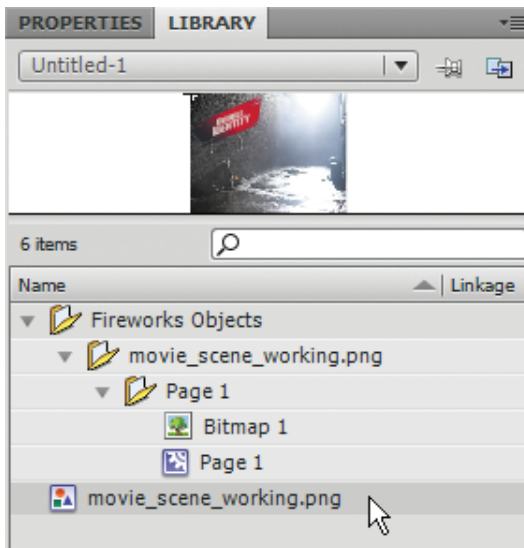 PROPERTIES LIBRARY
Untitled-1
IDENTITY
6 items
Name Linkage
Fireworks Objects
movie_scene_working.png
Page 1
Bitmap 1
Page 1
movie_scene_working.png